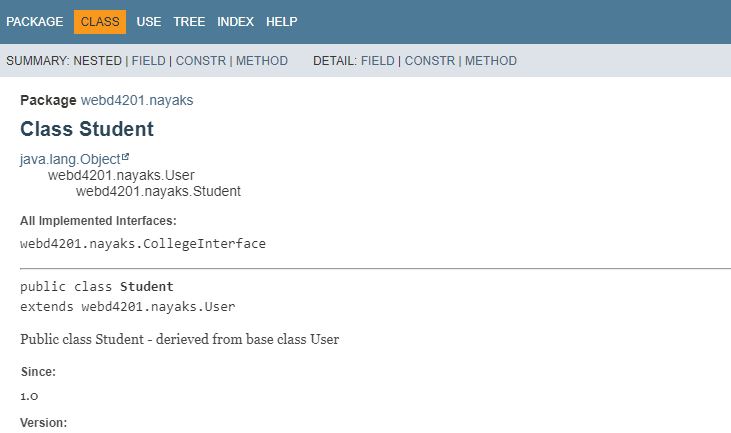 PACKAGE CLASS USE TREE INDEX HELP
SUMMARY: NESTED | FIELD | CONSTR | METHOD DETAIL: FIELD | CONSTR | METHOD
Package webd4201.nayaks
Class Student
java.lang.Object
webd4201.nayaks.User
webd4201.nayaks.Student
All Implemented Interfaces:
webd4201.nayaks.CollegeInterface
public class Student
extends webd4201.nayaks.User
Public class Student - derieved from base class User
Since:
1.0
Version: